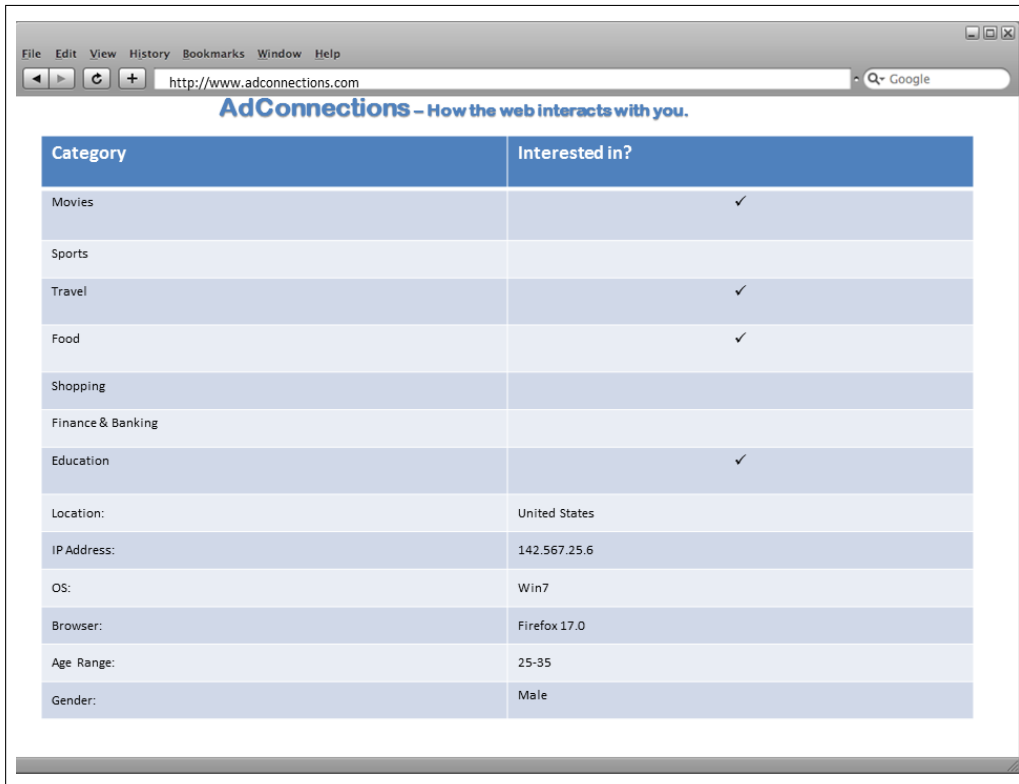 File Edit View History Bookmarks Window Help
http://www.adconnections.com
Google
AdConnections – How the web interacts with you.
Category Interested in?
Movies ✓
Sports
Travel ✓
Food ✓
Shopping
Finance & Banking
Education ✓
Location: United States
IP Address: 142.567.25.6
OS: Win7
Browser: Firefox 17.0
Age Range: 25-35
Gender: Male